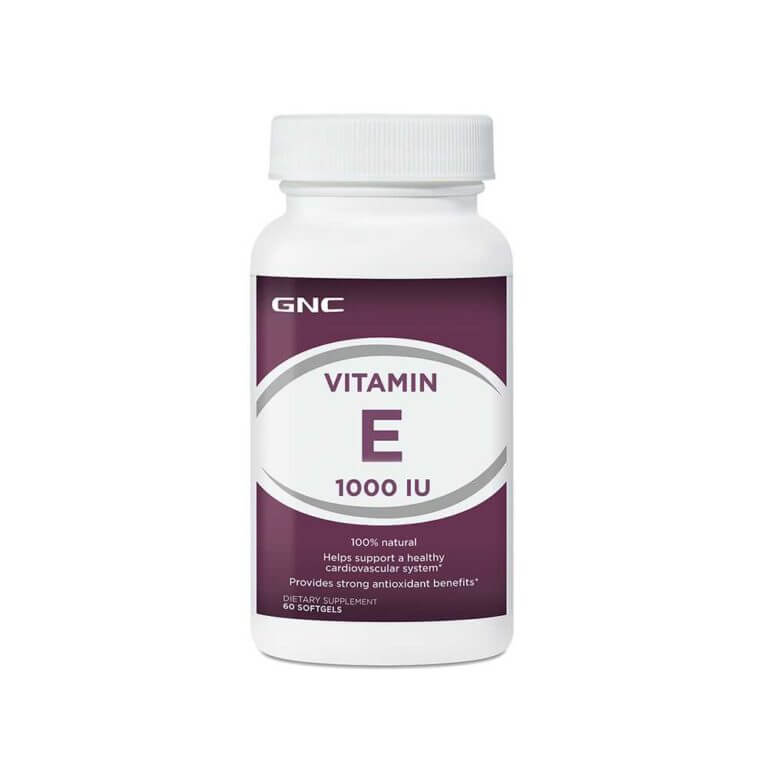 GNC
VITAMIN
E
1000 IU
100% natural
Helps support a healthy
cardiovascular system*
Provides strong antioxidant benefits*
DIETARY SUPPLEMENT
60 SOFTGELS